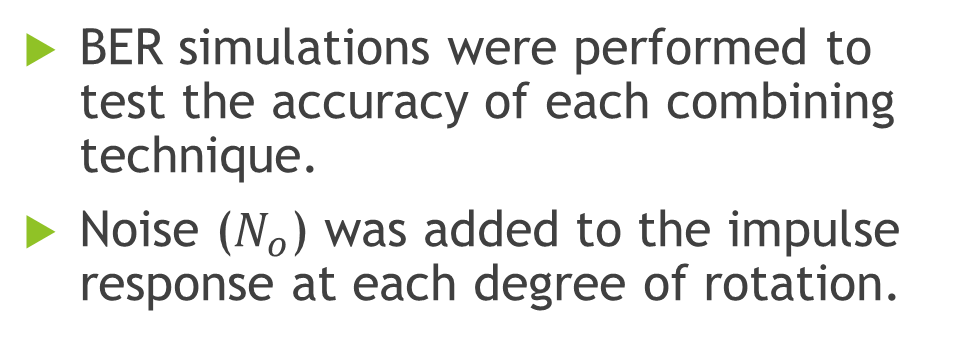 BER simulations were performed to
test the accuracy of each combining
technique.
Noise (Nₒ) was added to the impulse
response at each degree of rotation.